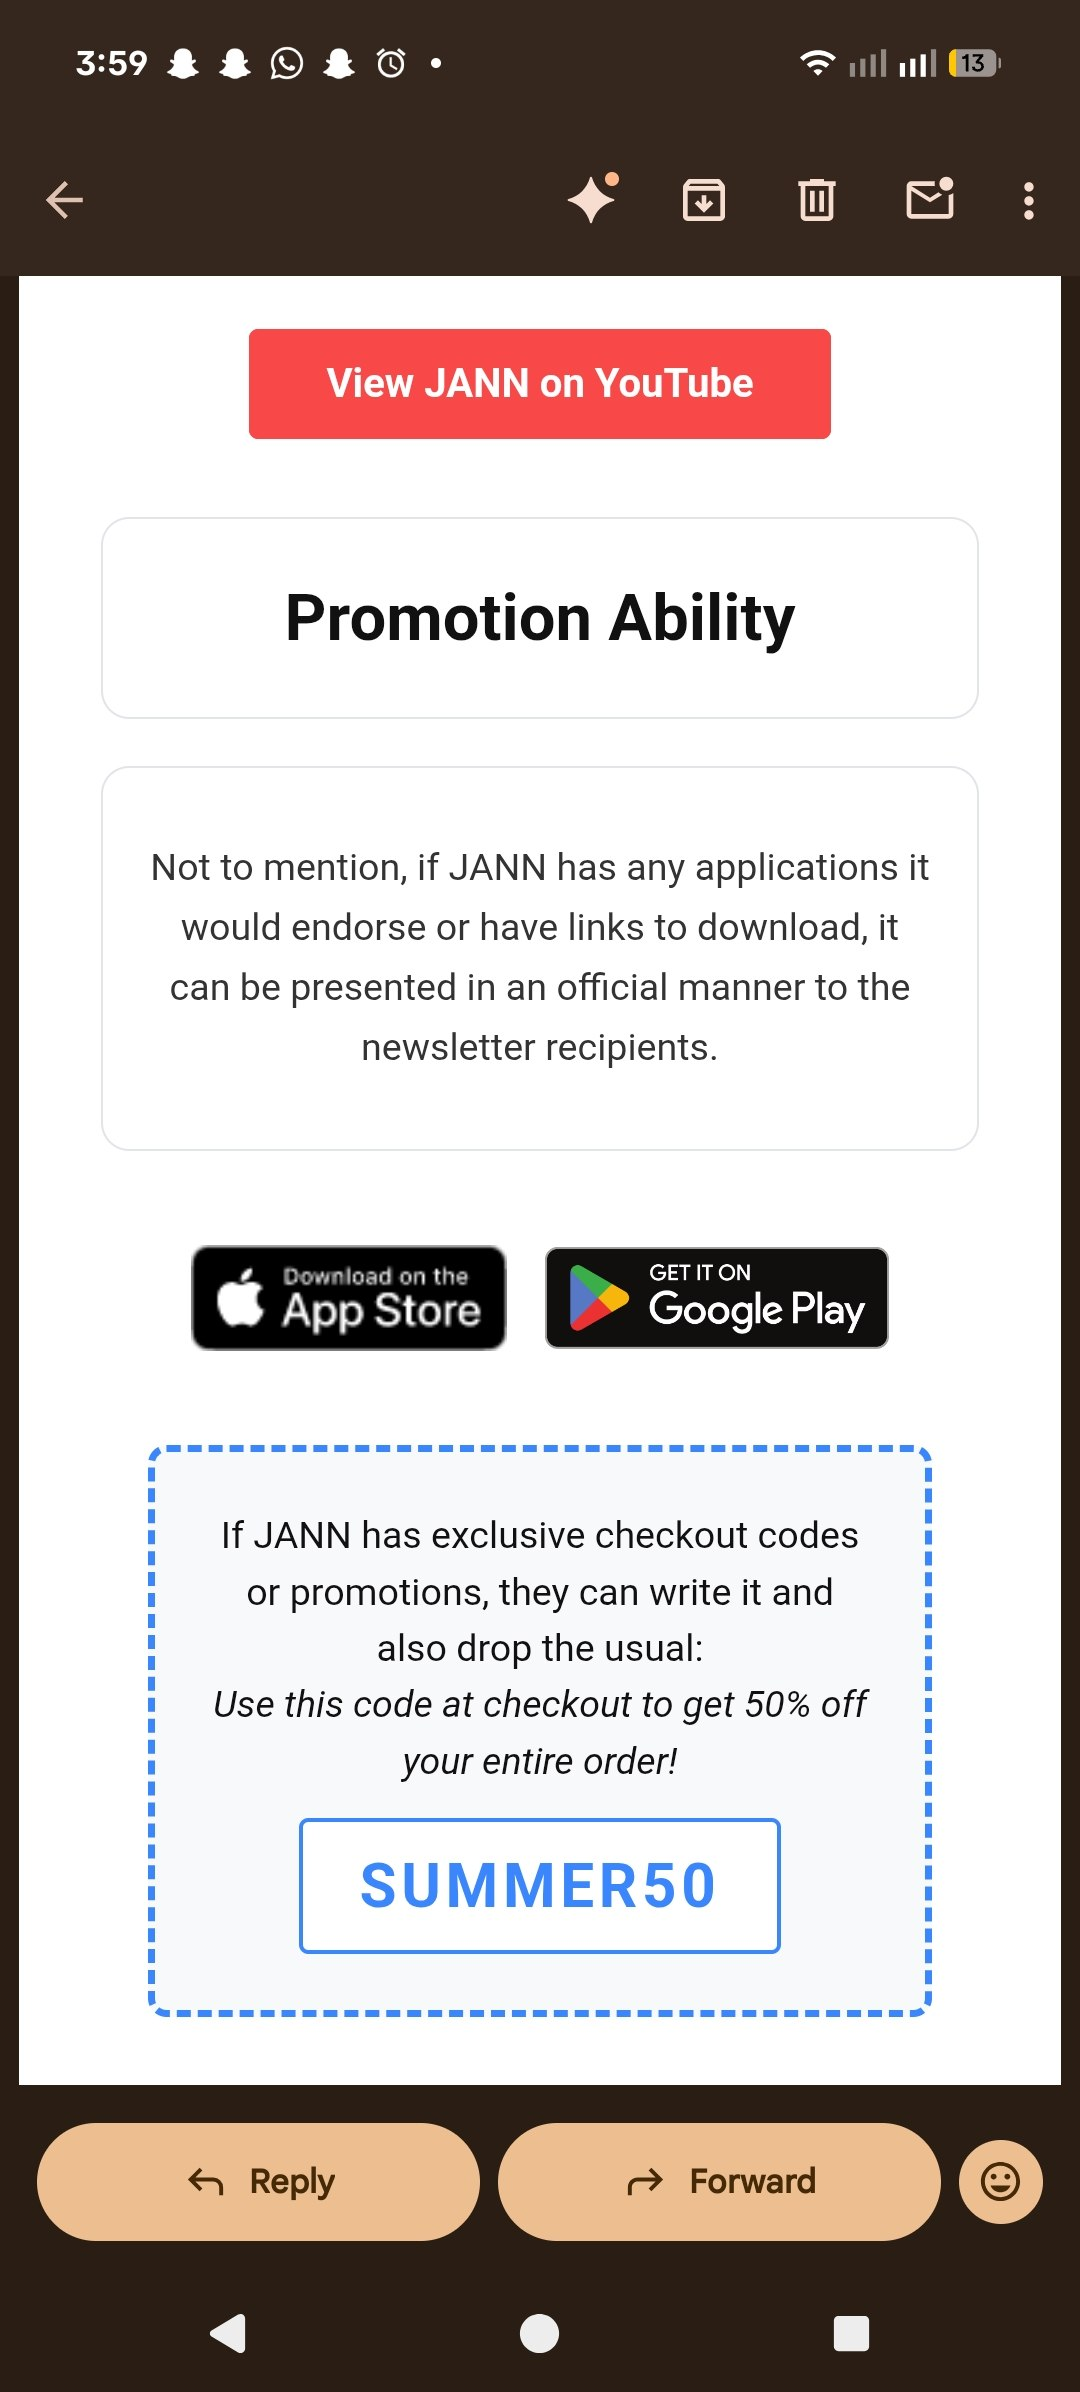 3:59
13
View JANN on YouTube
Promotion Ability
Not to mention, if JANN has any applications it
would endorse or have links to download, it
can be presented in an official manner to the
newsletter recipients.
Download on the
App Store
GET IT ON
Google Play
If JANN has exclusive checkout codes
or promotions, they can write it and
also drop the usual:
Use this code at checkout to get 50% off
your entire order!
SUMMER50
Reply
Forward